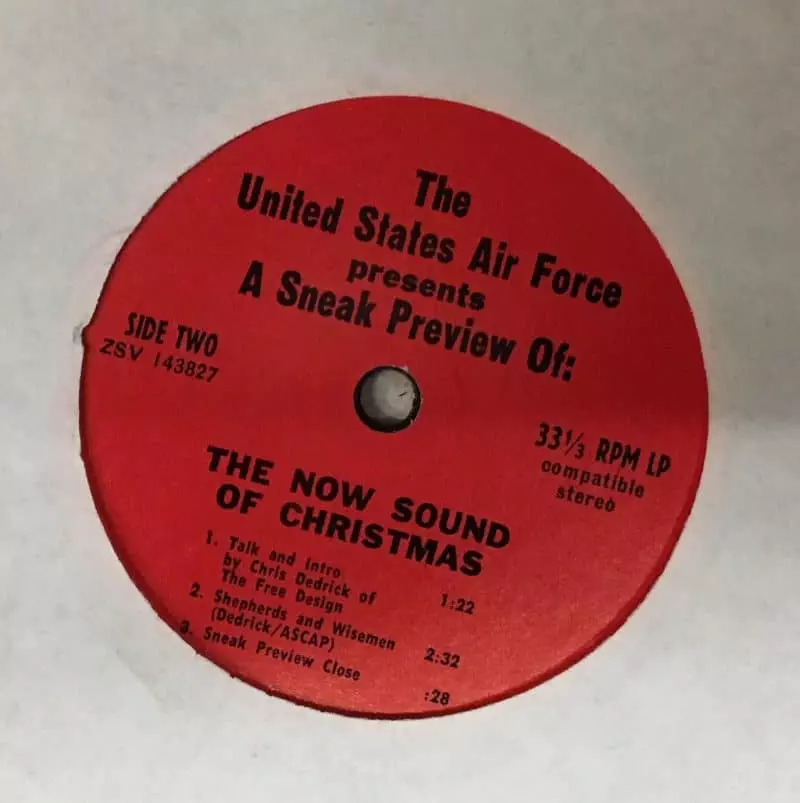 The
United States Air Force
presents
A Sneak Preview Of:
SIDE TWO
ZSV 143827
33⅓ RPM LP
compatible
stereo
THE NOW SOUND
OF CHRISTMAS
1. Talk and Intro
by Chris Dedrick of
The Free Design 1:22
2. Shepherds and Wisemen
(Dedrick/ASCAP) 2:32
3. Sneak Preview Close :28